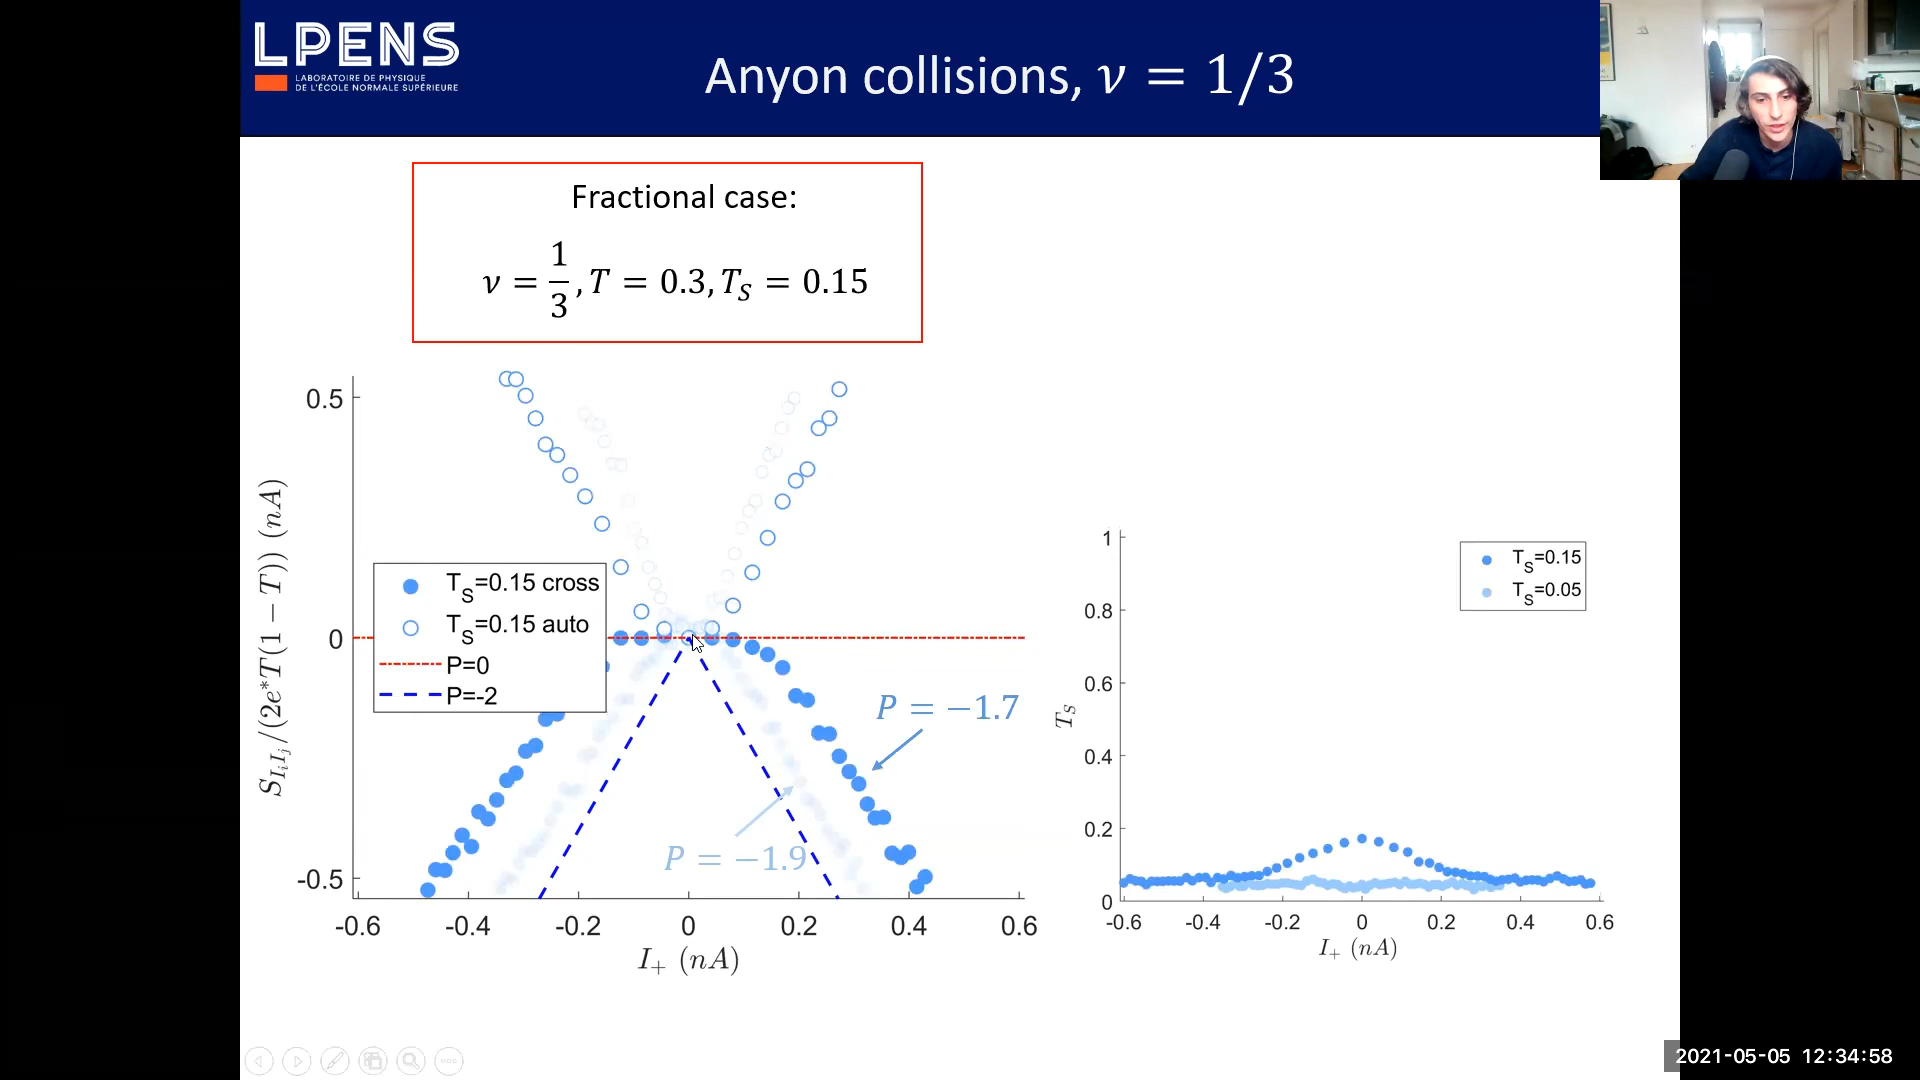 LPENS
LABORATOIRE DE PHYSIQUE
DE L'ÉCOLE NORMALE SUPÉRIEURE
Anyon collisions, ν = 1/3
Fractional case:
ν = 1/3, T = 0.3, T_S = 0.15
0.5
0
-0.5
S_{I_iI_j}/(2e*T(1 − T)) (nA)
T_S=0.15 cross
T_S=0.15 auto
P=0
P=-2
P = −1.7
P = −1.9
-0.6 -0.4 -0.2 0 0.2 0.4 0.6
I_+ (nA)
1
0.8
0.6
0.4
0.2
0
T_S
T_S=0.15
T_S=0.05
-0.6 -0.4 -0.2 0 0.2 0.4 0.6
I_+ (nA)
2021-05-05 12:34:58